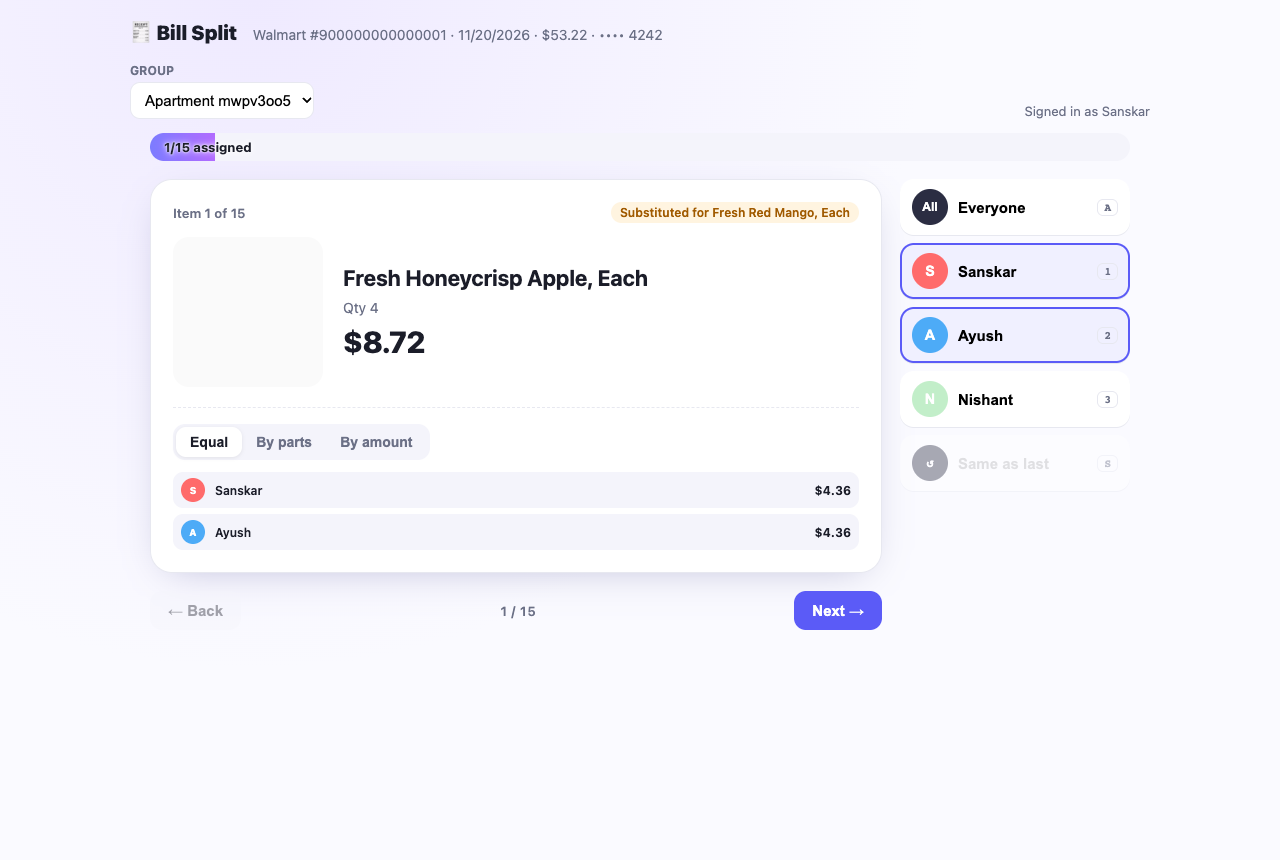 Bill Split
Walmart #900000000000001 · 11/20/2026 · $53.22 · •••• 4242
GROUP
Apartment mwpv3oo5
Signed in as Sanskar
1/15 assigned
Item 1 of 15
Substituted for Fresh Red Mango, Each
Fresh Honeycrisp Apple, Each
Qty 4
$8.72
Equal
By parts
By amount
S Sanskar $4.36
A Ayush $4.36
← Back
1 / 15
Next →
All Everyone A
S Sanskar 1
A Ayush 2
N Nishant 3
↺ Same as last S